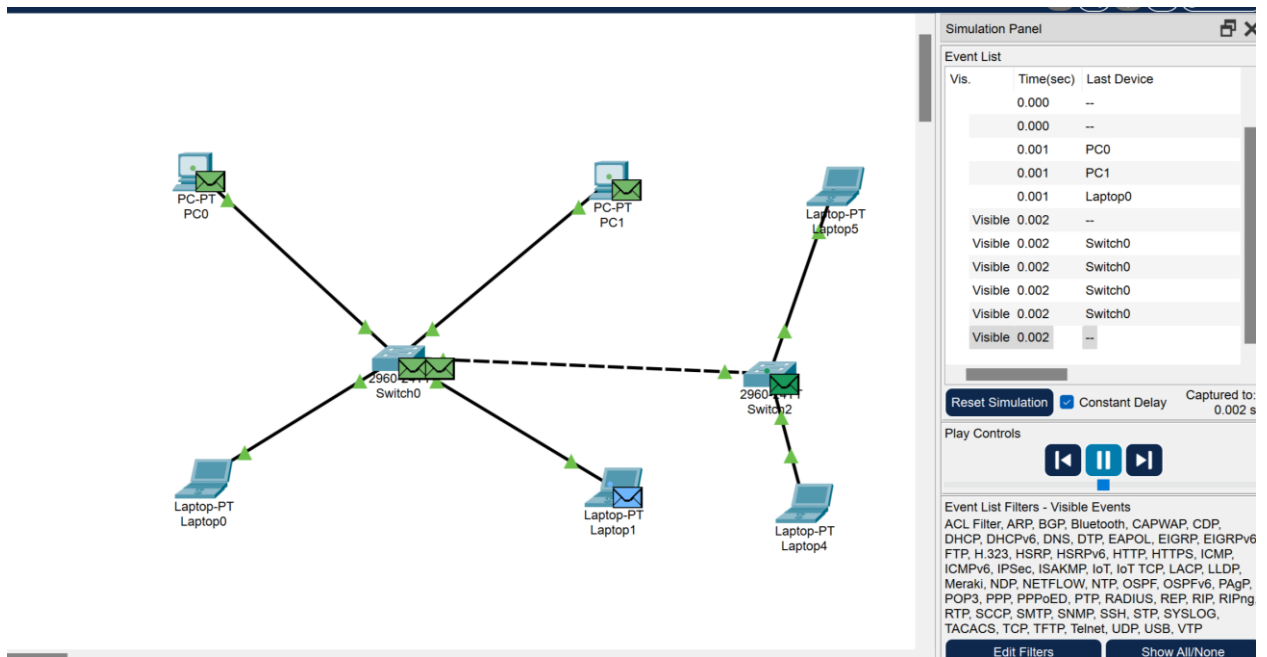 PC-PT
PC0
PC-PT
PC1
Laptop-PT
Laptop5
Switch0
2960-24TT
Switch2
Laptop-PT
Laptop0
Laptop-PT
Laptop1
Laptop-PT
Laptop4
Simulation Panel
Event List
Vis. Time(sec) Last Device
0.000 --
0.000 --
0.001 PC0
0.001 PC1
0.001 Laptop0
Visible 0.002 --
Visible 0.002 Switch0
Visible 0.002 Switch0
Visible 0.002 Switch0
Visible 0.002 Switch0
Visible 0.002 --
Reset Simulation Constant Delay Captured to:
0.002 s
Play Controls
Event List Filters - Visible Events
ACL Filter, ARP, BGP, Bluetooth, CAPWAP, CDP,
DHCP, DHCPv6, DNS, DTP, EAPOL, EIGRP, EIGRPv6
FTP, H.323, HSRP, HSRPv6, HTTP, HTTPS, ICMP,
ICMPv6, IPSec, ISAKMP, IoT, IoT TCP, LACP, LLDP,
Meraki, NDP, NETFLOW, NTP, OSPF, OSPFv6, PAgP,
POP3, PPP, PPPoED, PTP, RADIUS, REP, RIP, RIPng,
RTP, SCCP, SMTP, SNMP, SSH, STP, SYSLOG,
TACACS, TCP, TFTP, Telnet, UDP, USB, VTP
Edit Filters Show All/None